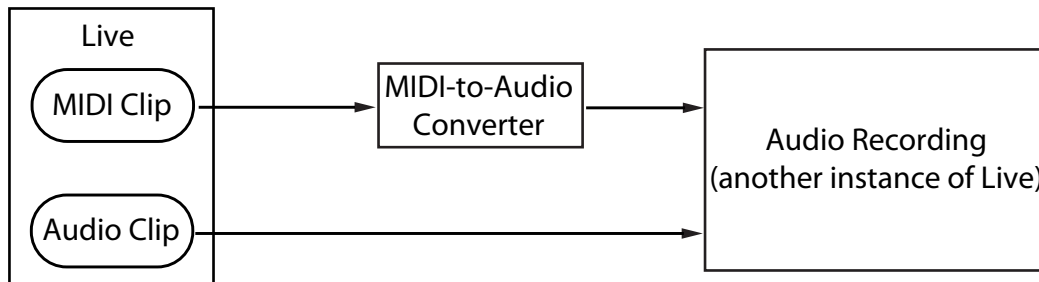 Live
MIDI Clip
MIDI-to-Audio
Converter
Audio Recording
(another instance of Live)
Audio Clip